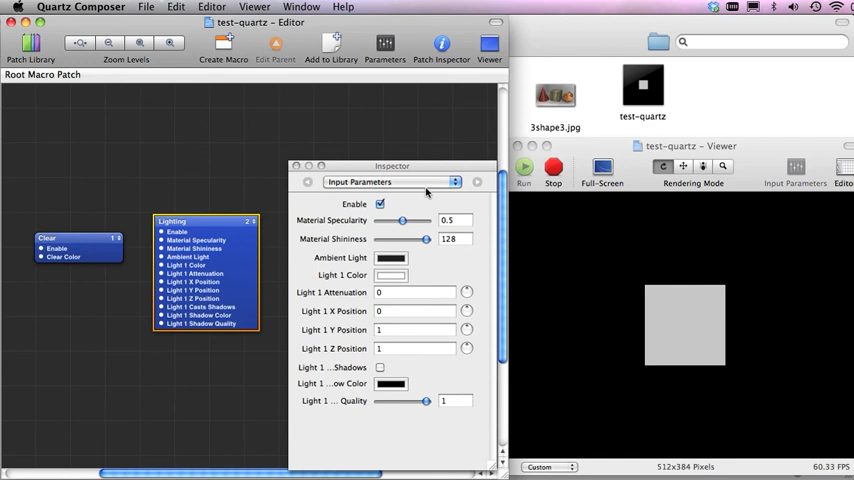 Quartz Composer File Edit Editor Viewer Window Help
test-quartz - Editor
Patch Library
Zoom Levels
Create Macro
Edit Parent
Add to Library
Parameters
Patch Inspector
Viewer
Root Macro Patch
Clear 1
Enable
Clear Color
Lighting 2
Enable
Material Specularity
Material Shininess
Ambient Light
Light 1 Color
Light 1 Attenuation
Light 1 X Position
Light 1 Y Position
Light 1 Z Position
Light 1 Casts Shadows
Light 1 Shadow Color
Light 1 Shadow Quality
Inspector
Input Parameters
Enable
Material Specularity 0.5
Material Shininess 128
Ambient Light
Light 1 Color
Light 1 Attenuation 0
Light 1 X Position 0
Light 1 Y Position 1
Light 1 Z Position 1
Light 1 ...Shadows
Light 1 ...ow Color
Light 1 ... Quality 1
3shape3.jpg
test-quartz
test-quartz - Viewer
Run
Stop
Full-Screen
Rendering Mode
Input Parameters
Editor
Custom
512x384 Pixels
60.33 FPS